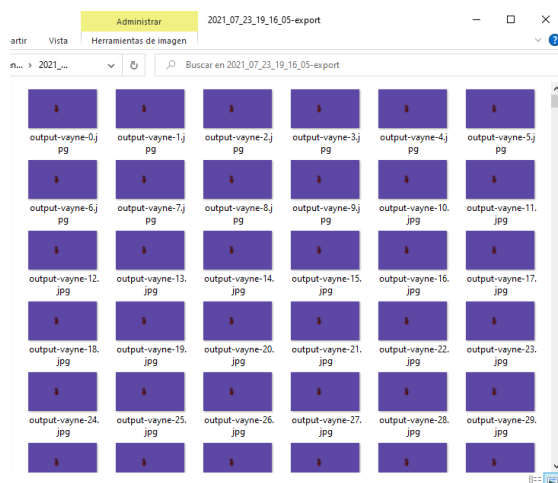 Administrar
2021_07_23_19_16_05-export
artir
Vista
Herramientas de imagen
n... > 2021_...
Buscar en 2021_07_23_19_16_05-export
output-vayne-0.j
pg
output-vayne-1.j
pg
output-vayne-2.j
pg
output-vayne-3.j
pg
output-vayne-4.j
pg
output-vayne-5.j
pg
output-vayne-6.j
pg
output-vayne-7.j
pg
output-vayne-8.j
pg
output-vayne-9.j
pg
output-vayne-10.
jpg
output-vayne-11.
jpg
output-vayne-12.
jpg
output-vayne-13.
jpg
output-vayne-14.
jpg
output-vayne-15.
jpg
output-vayne-16.
jpg
output-vayne-17.
jpg
output-vayne-18.
jpg
output-vayne-19.
jpg
output-vayne-20.
jpg
output-vayne-21.
jpg
output-vayne-22.
jpg
output-vayne-23.
jpg
output-vayne-24.
jpg
output-vayne-25.
jpg
output-vayne-26.
jpg
output-vayne-27.
jpg
output-vayne-28.
jpg
output-vayne-29.
jpg